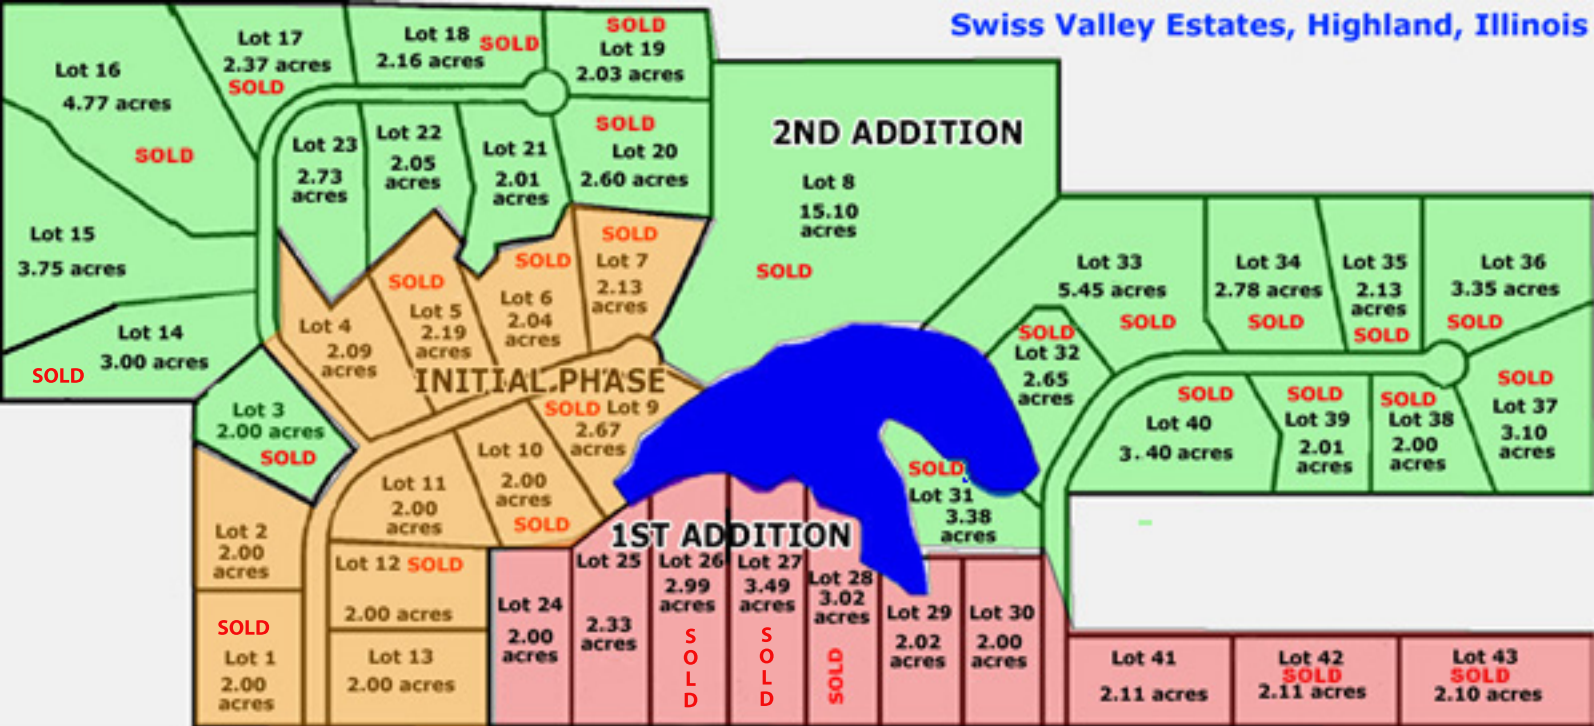 Swiss Valley Estates, Highland, Illinois
Lot 16
4.77 acres
SOLD
Lot 17
2.37 acres
SOLD
Lot 18
2.16 acres
SOLD
SOLD
Lot 19
2.03 acres
SOLD
Lot 20
2.60 acres
Lot 21
2.01
acres
Lot 22
2.05
acres
Lot 23
2.73
acres
Lot 15
3.75 acres
Lot 14
3.00 acres
SOLD
Lot 3
2.00 acres
SOLD
2ND ADDITION
Lot 8
15.10
acres
SOLD
SOLD
Lot 7
2.13
acres
SOLD
Lot 6
2.04
acres
SOLD
Lot 5
2.19
acres
Lot 4
2.09
acres
INITIAL PHASE
SOLD Lot 9
2.67
acres
Lot 10
2.00
acres
SOLD
Lot 11
2.00
acres
Lot 2
2.00
acres
SOLD
Lot 1
2.00
acres
Lot 12 SOLD
2.00 acres
Lot 13
2.00 acres
1ST ADDITION
Lot 24
2.00
acres
Lot 25
2.33
acres
Lot 26
2.99
acres
SOLD
Lot 27
3.49
acres
SOLD
Lot 28
3.02
acres
SOLD
Lot 29
2.02
acres
Lot 30
2.00
acres
SOLD
Lot 31
3.38
acres
SOLD
Lot 32
2.65
acres
Lot 33
5.45 acres
SOLD
Lot 34
2.78 acres
SOLD
Lot 35
2.13
acres
SOLD
Lot 36
3.35 acres
SOLD
SOLD
Lot 37
3.10
acres
SOLD
Lot 38
2.00
acres
SOLD
Lot 39
2.01
acres
SOLD
Lot 40
3.40 acres
Lot 41
2.11 acres
Lot 42
SOLD
2.11 acres
Lot 43
SOLD
2.10 acres